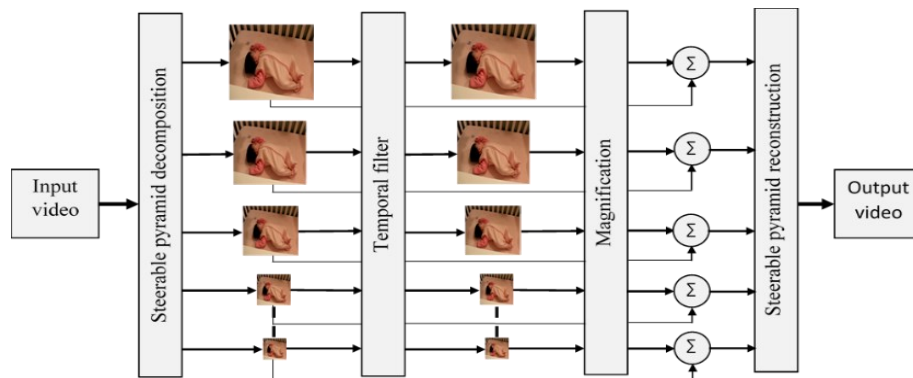 Input
video
Steerable pyramid decomposition
Temporal filter
Magnification
Σ
Σ
Σ
Σ
Σ
Steerable pyramid reconstruction
Output
video